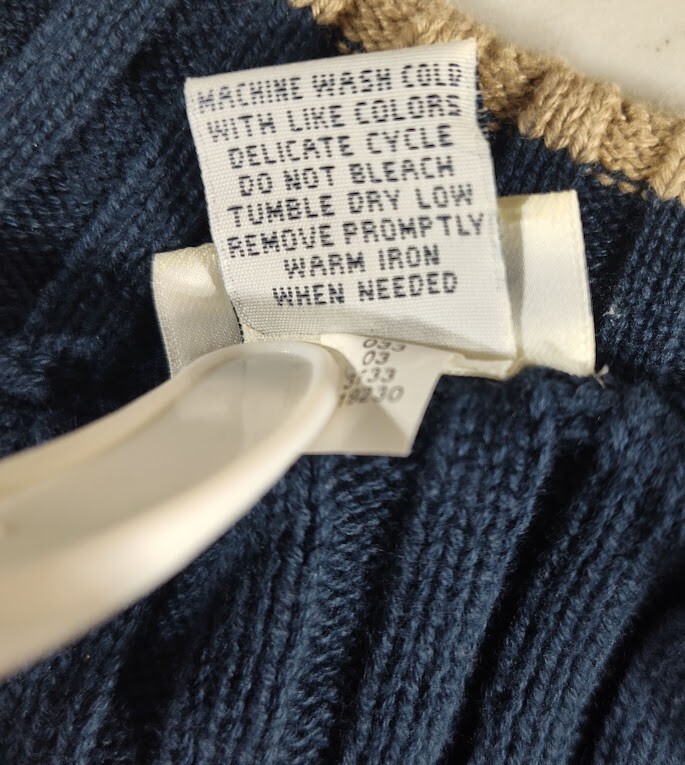 MACHINE WASH COLD
WITH LIKE COLORS
DELICATE CYCLE
DO NOT BLEACH
TUMBLE DRY LOW
REMOVE PROMPTLY
WARM IRON
WHEN NEEDED
03